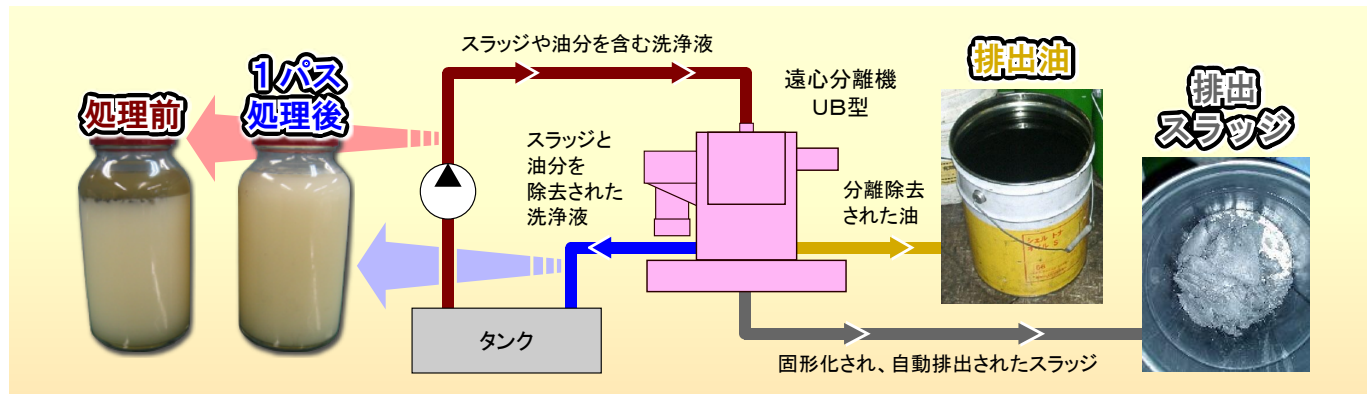 スラッジや油分を含む洗浄液
処理前
1パス
処理後
遠心分離機
UB型
排出油
排出
スラッジ
スラッジと
油分を
除去された
洗浄液
分離除去
された油
タンク
固形化され、自動排出されたスラッジ